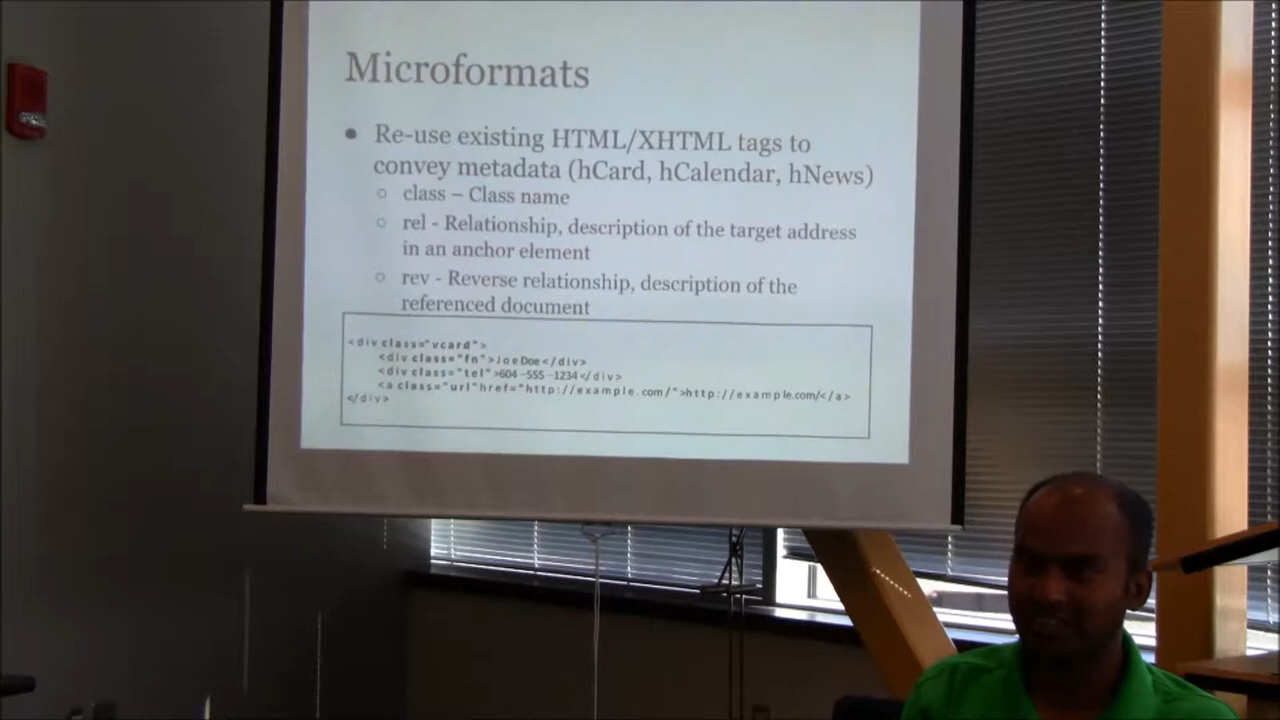 Microformats
● Re-use existing HTML/XHTML tags to
convey metadata (hCard, hCalendar, hNews)
○ class – Class name
○ rel - Relationship, description of the target address
in an anchor element
○ rev - Reverse relationship, description of the
referenced document
<div class="vcard">
<div class="fn">Joe Doe</div>
<div class="tel">604-555-1234</div>
<a class="url"href="http://example.com/">http://example.com/</a>
</div>